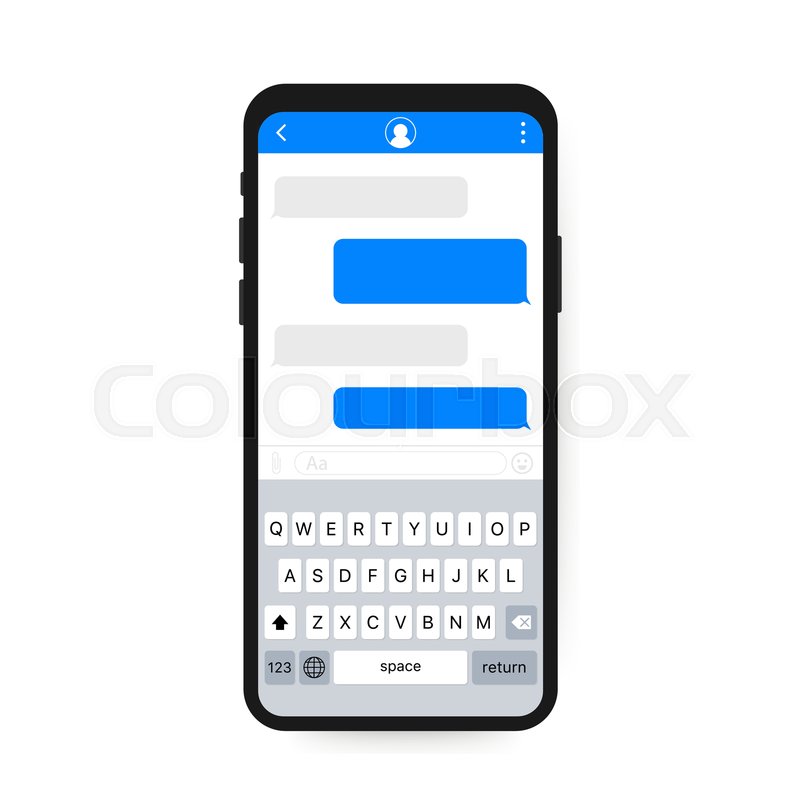 Colourbox
Aa
Q W E R T Y U I O P
A S D F G H J K L
Z X C V B N M
123 space return